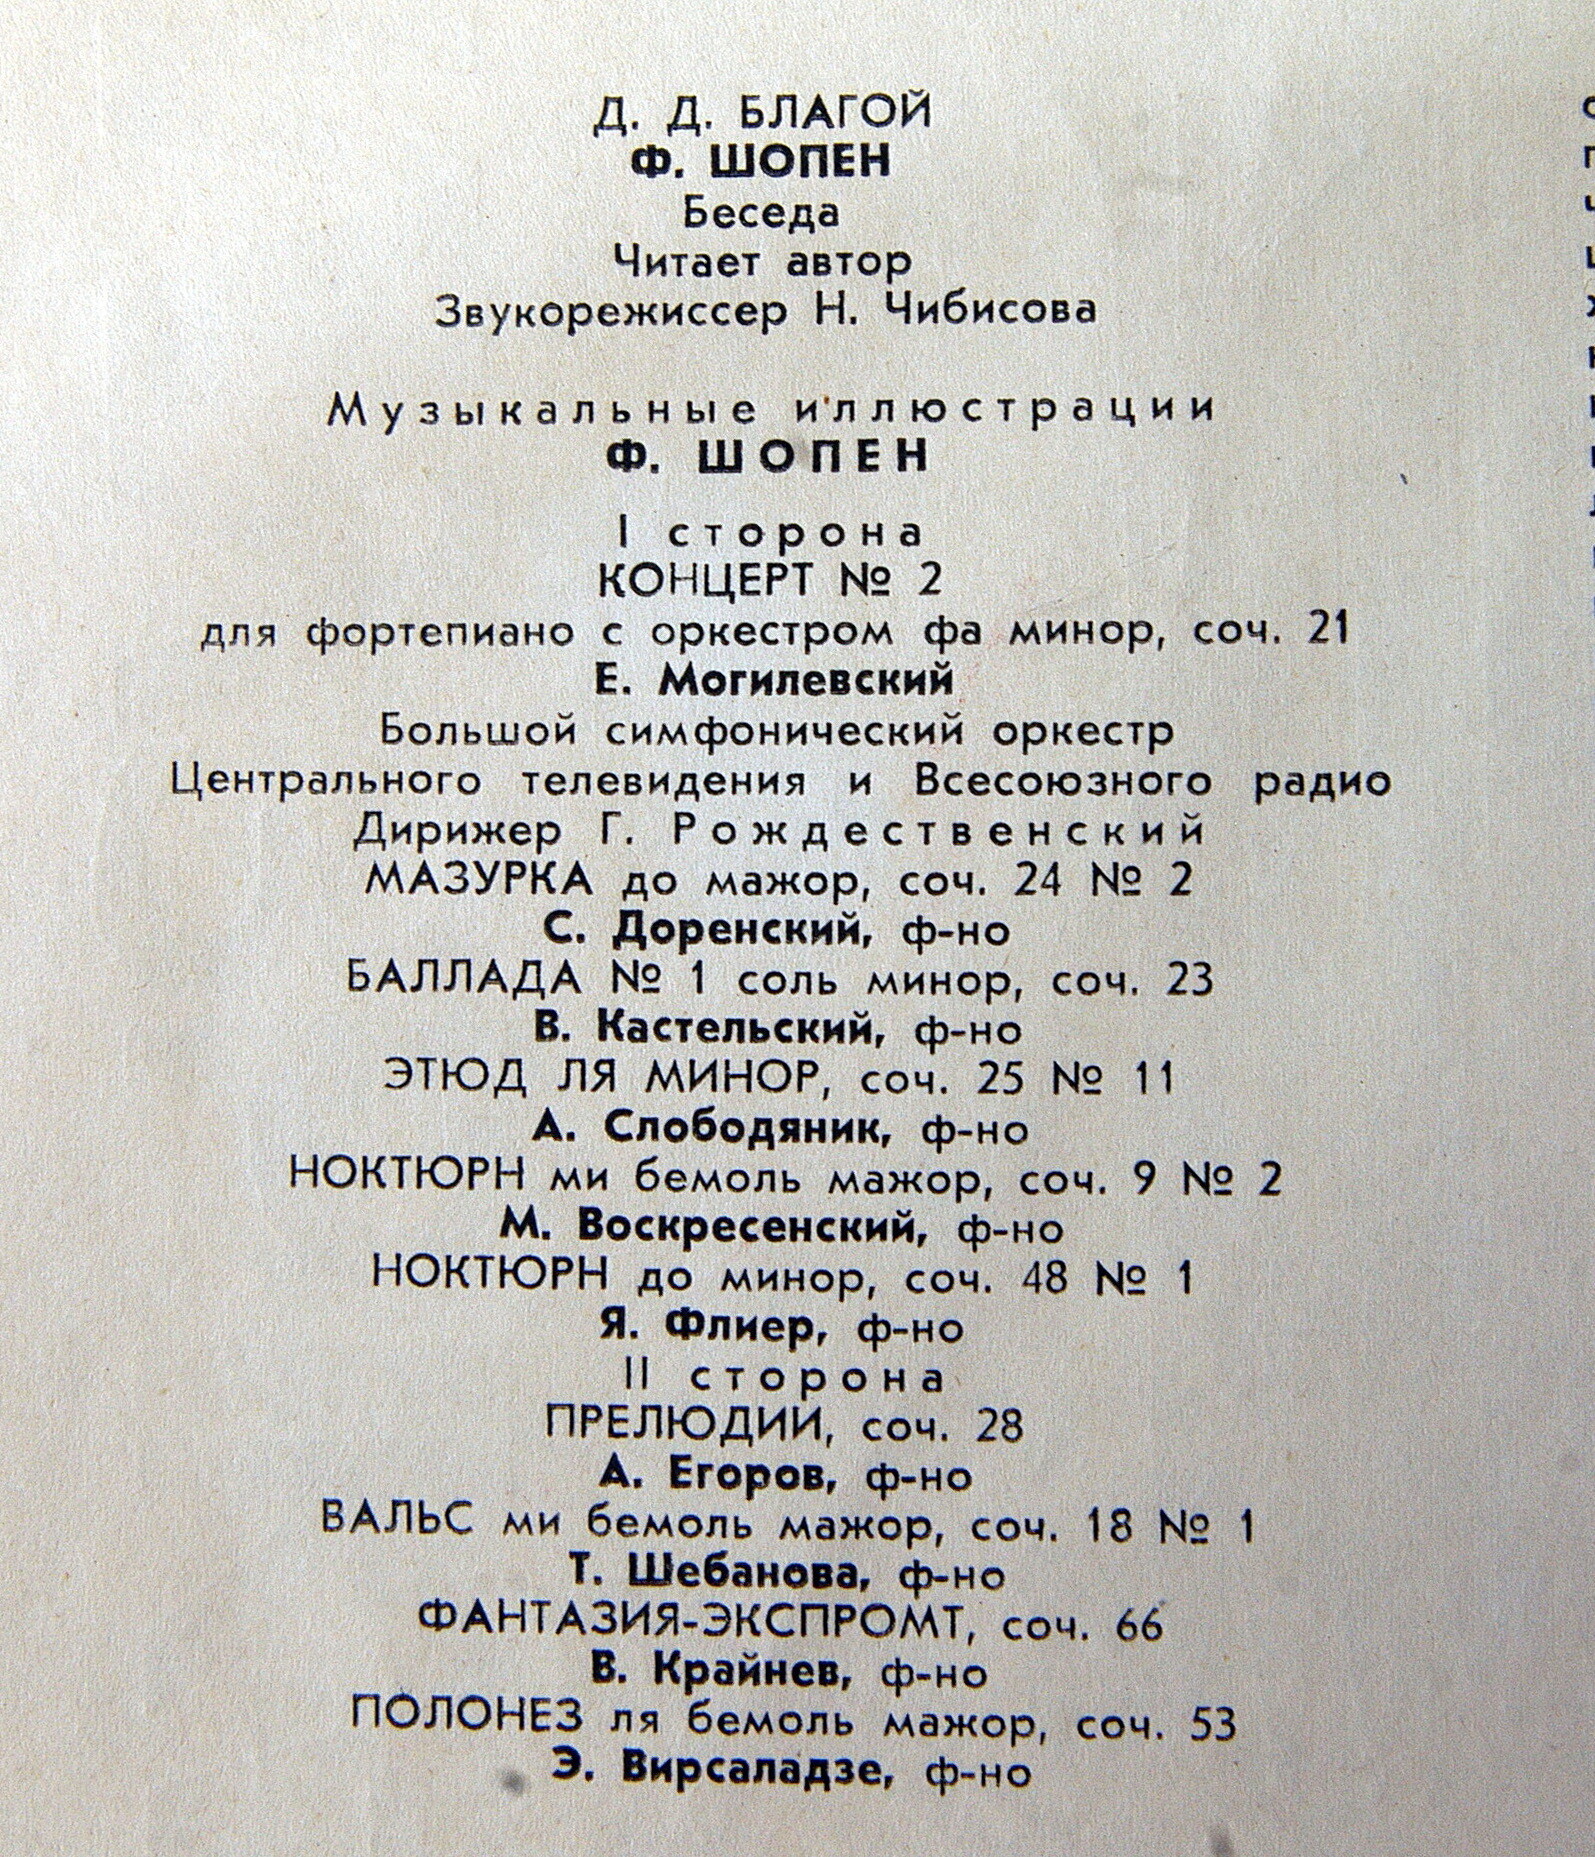 Д. Д. БЛАГОЙ
Ф. ШОПЕН
Беседа
Читает автор
Звукорежиссер Н. Чибисова
Музыкальные иллюстрации
Ф. ШОПЕН
I сторона
КОНЦЕРТ № 2
для фортепиано с оркестром фа минор, соч. 21
Е. Могилевский
Большой симфонический оркестр
Центрального телевидения и Всесоюзного радио
Дирижер Г. Рождественский
МАЗУРКА до мажор, соч. 24 № 2
С. Доренский, ф-но
БАЛЛАДА № 1 соль минор, соч. 23
В. Кастельский, ф-но
ЭТЮД ЛЯ МИНОР, соч. 25 № 11
А. Слободяник, ф-но
НОКТЮРН ми бемоль мажор, соч. 9 № 2
М. Воскресенский, ф-но
НОКТЮРН до минор, соч. 48 № 1
Я. Флиер, ф-но
II сторона
ПРЕЛЮДИИ, соч. 28
А. Егоров, ф-но
ВАЛЬС ми бемоль мажор, соч. 18 № 1
Т. Шебанова, ф-но
ФАНТАЗИЯ-ЭКСПРОМТ, соч. 66
В. Крайнев, ф-но
ПОЛОНЕЗ ля бемоль мажор, соч. 53
Э. Вирсаладзе, ф-но